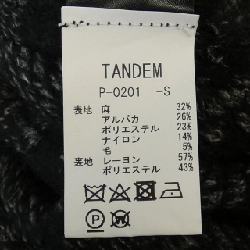 TANDEM
P-0201 -S
表地 麻 32%
アルパカ 26%
ポリエステル 23%
ナイロン 14%
毛 5%
裏地 レーヨン 57%
ポリエステル 43%
P